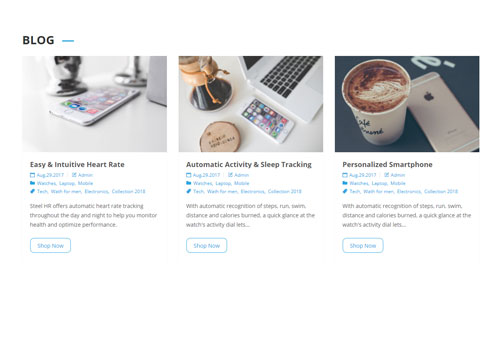 BLOG
Easy & Intuitive Heart Rate
Aug,29,2017 Admin
Watches, Laptop, Mobile
Tech, Wath for men, Electronics, Collection 2018
Steel HR offers automatic heart rate tracking
throughout the day and night to help you monitor
health and optimize performance.
Shop Now
Automatic Activity & Sleep Tracking
Aug,29,2017 Admin
Watches, Laptop, Mobile
Tech, Wath for men, Electronics, Collection 2018
With automatic recognition of steps, run, swim,
distance and calories burned, a quick glance at the
watch's activity dial lets...
Shop Now
Personalized Smartphone
Aug,29,2017 Admin
Watches, Laptop, Mobile
Tech, Wath for men, Electronics, Collection 2018
With automatic recognition of steps, run, swim,
distance and calories burned, a quick glance at the
watch's activity dial lets...
Shop Now